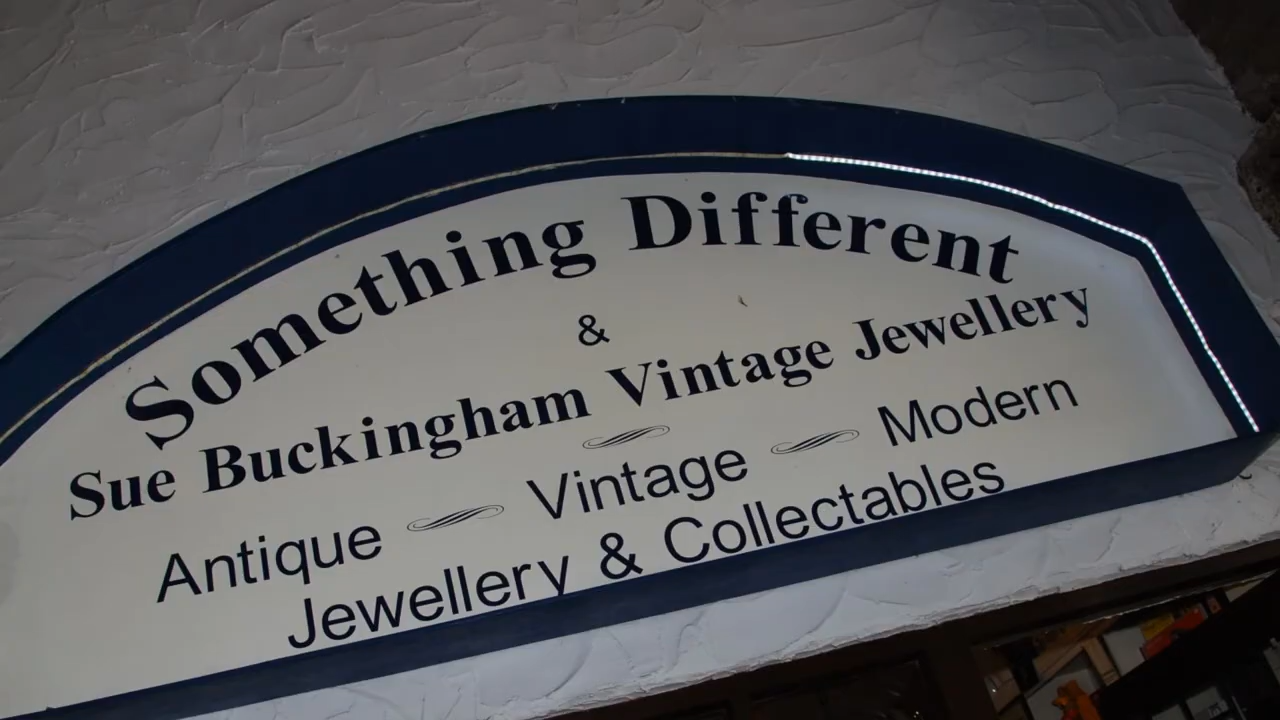 Something Different
&
Sue Buckingham Vintage Jewellery
Antique Vintage Modern
Jewellery & Collectables